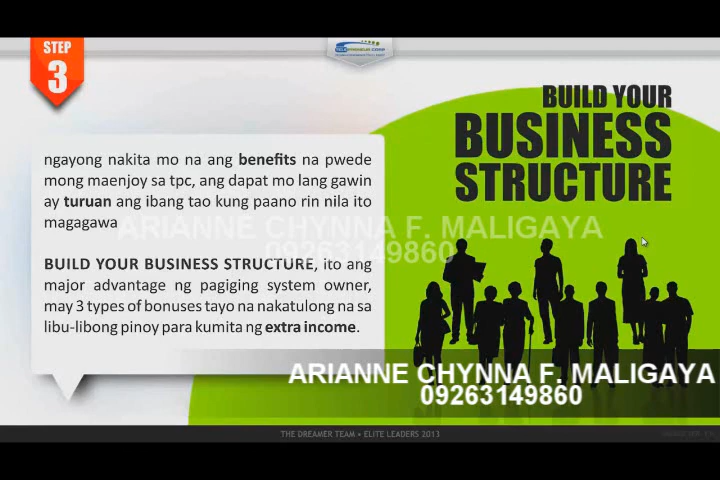 STEP
3
BUILD YOUR
BUSINESS
STRUCTURE
ngayong nakita mo na ang benefits na pwede
mong maenjoy sa tpc, ang dapat mo lang gawin
ay turuan ang ibang tao kung paano rin nila ito
magagawa
ARIANNE CHYNNA F. MALIGAYA
09263149860
BUILD YOUR BUSINESS STRUCTURE, ito ang
major advantage ng pagiging system owner,
may 3 types of bonuses tayo na nakatulong na sa
libu-libong pinoy para kumita ng extra income.
ARIANNE CHYNNA F. MALIGAYA
09263149860
THE DREAMER TEAM • ELITE LEADERS 2013